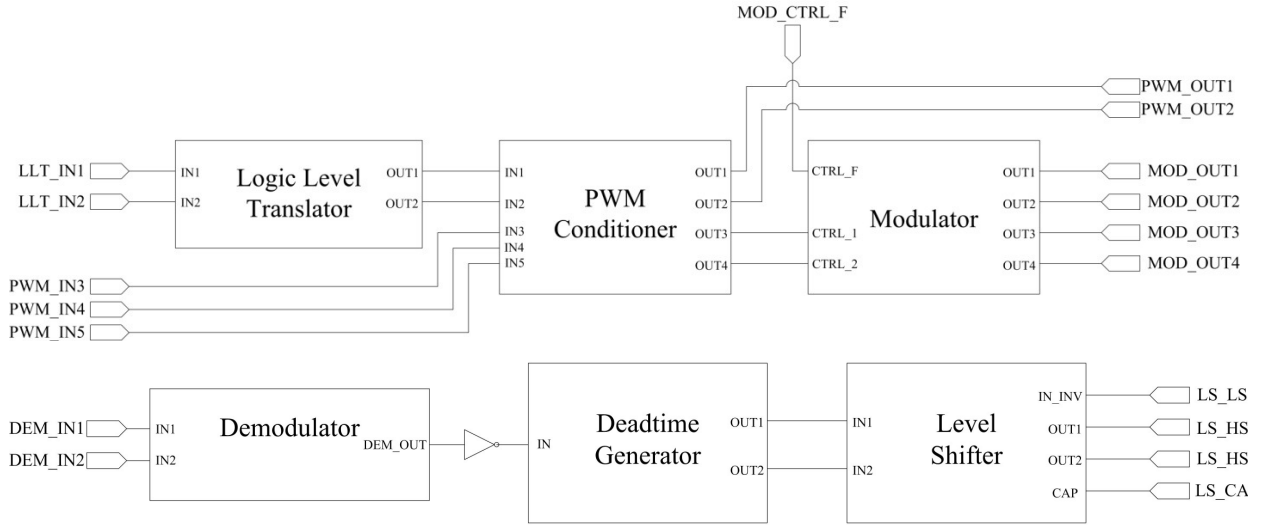 MOD_CTRL_F
PWM_OUT1
PWM_OUT2
LLT_IN1
LLT_IN2
IN1
IN2
Logic Level
Translator
OUT1
OUT2
IN1
IN2
IN3
IN4
IN5
PWM
Conditioner
OUT1
OUT2
OUT3
OUT4
CTRL_F
CTRL_1
CTRL_2
Modulator
OUT1
OUT2
OUT3
OUT4
MOD_OUT1
MOD_OUT2
MOD_OUT3
MOD_OUT4
PWM_IN3
PWM_IN4
PWM_IN5
DEM_IN1
DEM_IN2
IN1
IN2
Demodulator
DEM_OUT
IN
Deadtime
Generator
OUT1
OUT2
IN1
IN2
Level
Shifter
IN_INV
OUT1
OUT2
CAP
LS_LS
LS_HS
LS_HS
LS_CA